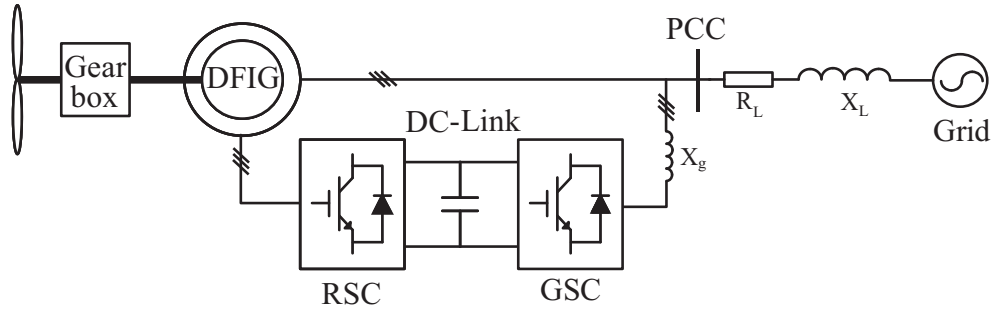 PCC
Gear
box
DFIG
R_L
X_L
Grid
DC-Link
X_g
RSC
GSC